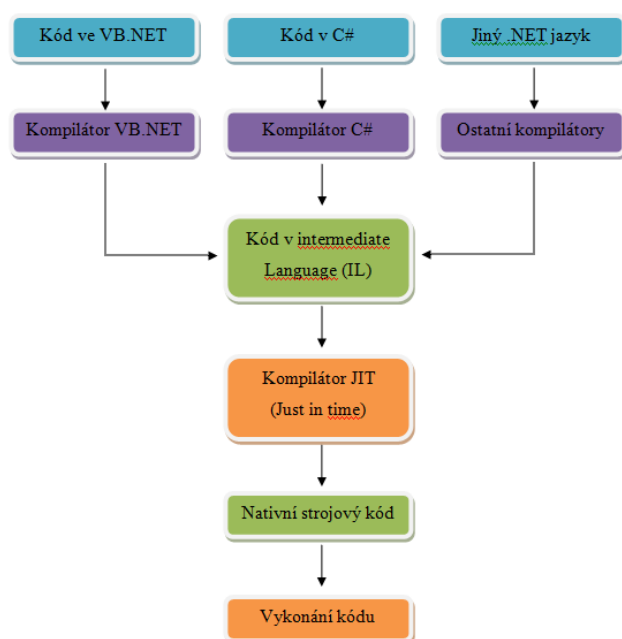 Kód ve VB.NET
Kód v C#
Jiný .NET jazyk
Kompilátor VB.NET
Kompilátor C#
Ostatní kompilátory
Kód v intermediate
Language (IL)
Kompilátor JIT
(Just in time)
Nativní strojový kód
Vykonání kódu